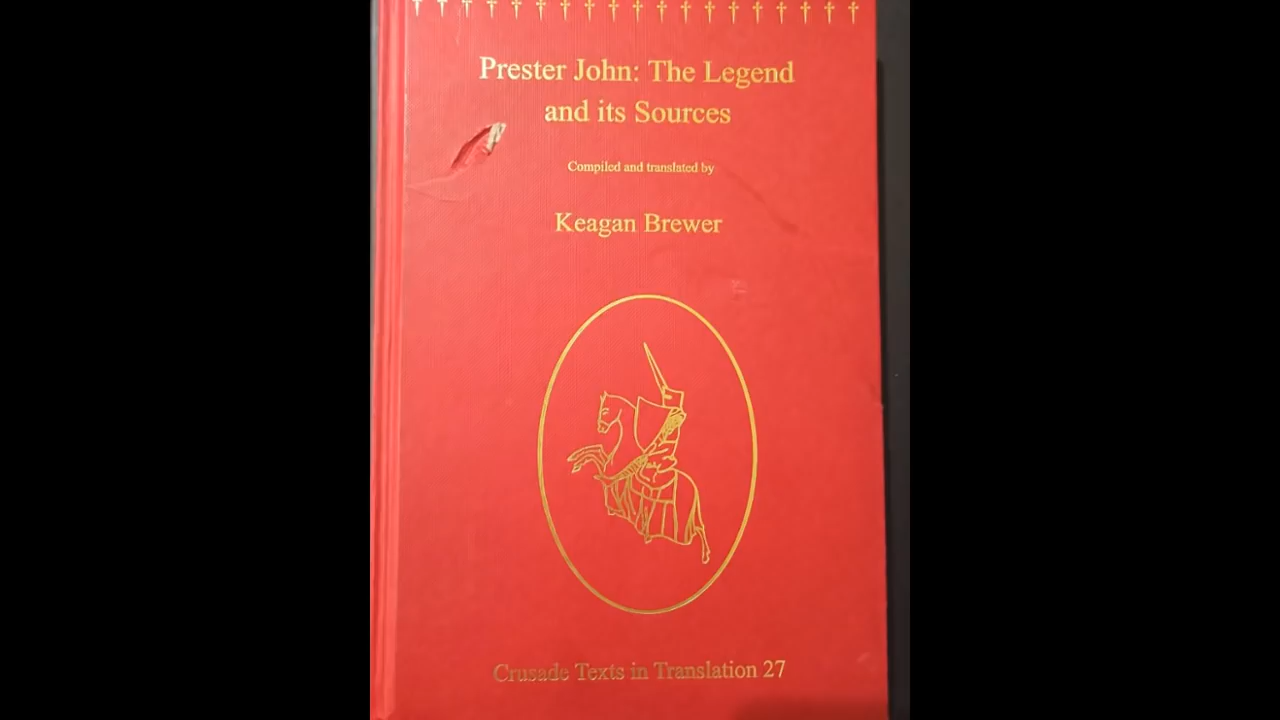 Prester John: The Legend
and its Sources
Compiled and translated by
Keagan Brewer
Crusade Texts in Translation 27